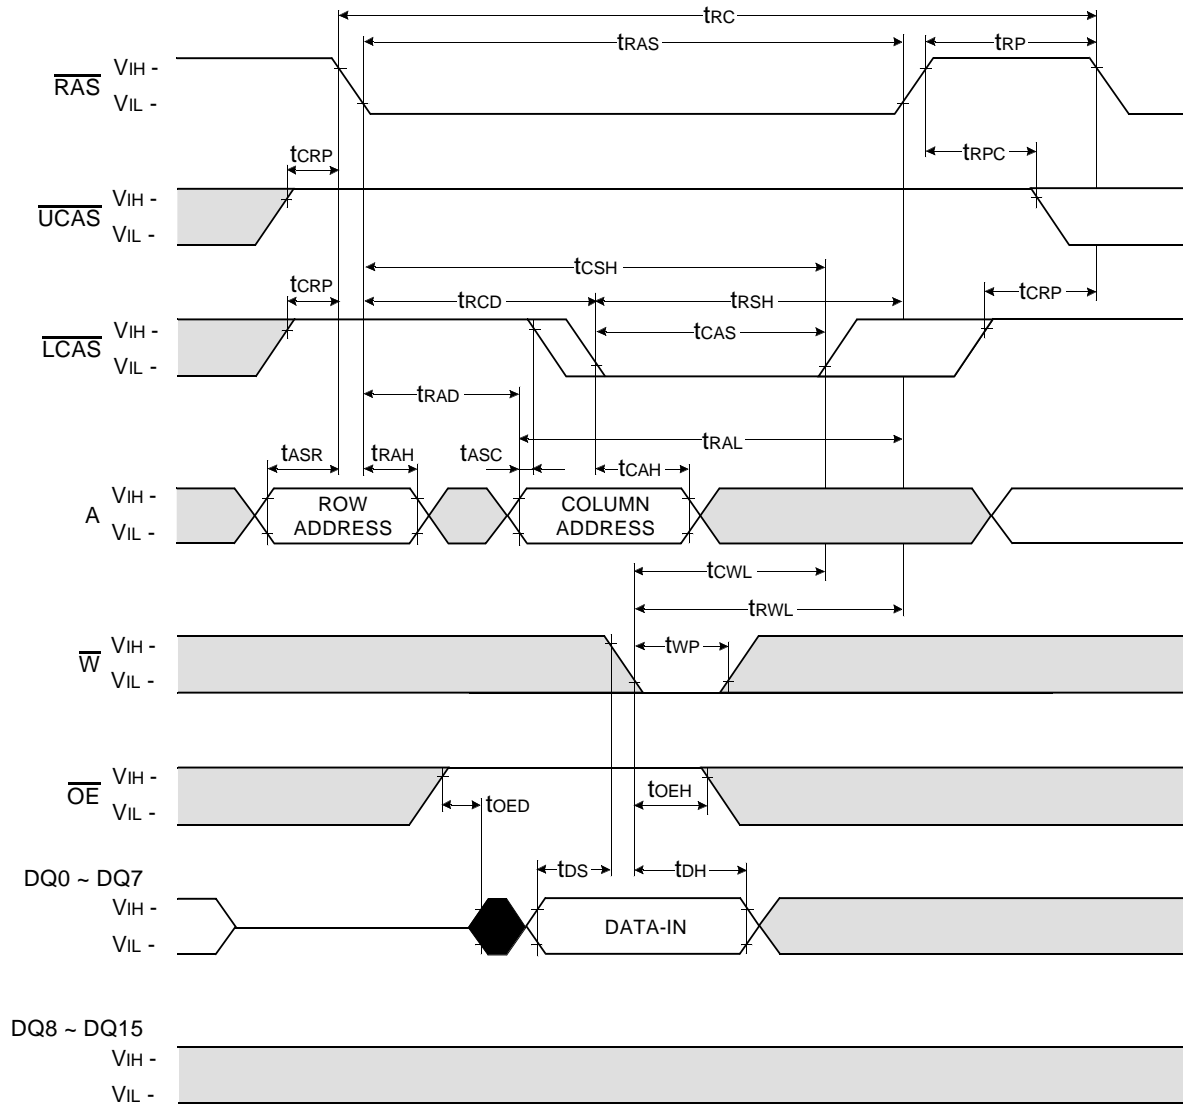 tRC
tRAS
tRP
RAS
VIH -
VIL -
tCRP
tRPC
UCAS
VIH -
VIL -
tCSH
tCRP
tRCD
tRSH
tCRP
LCAS
VIH -
VIL -
tCAS
tRAD
tRAL
tASR
tRAH
tASC
tCAH
A
VIH -
VIL -
ROW
ADDRESS
COLUMN
ADDRESS
tCWL
tRWL
W
VIH -
VIL -
tWP
OE
VIH -
VIL -
tOED
tOEH
tDS
tDH
DQ0 ~ DQ7
VIH -
VIL -
DATA-IN
DQ8 ~ DQ15
VIH -
VIL -